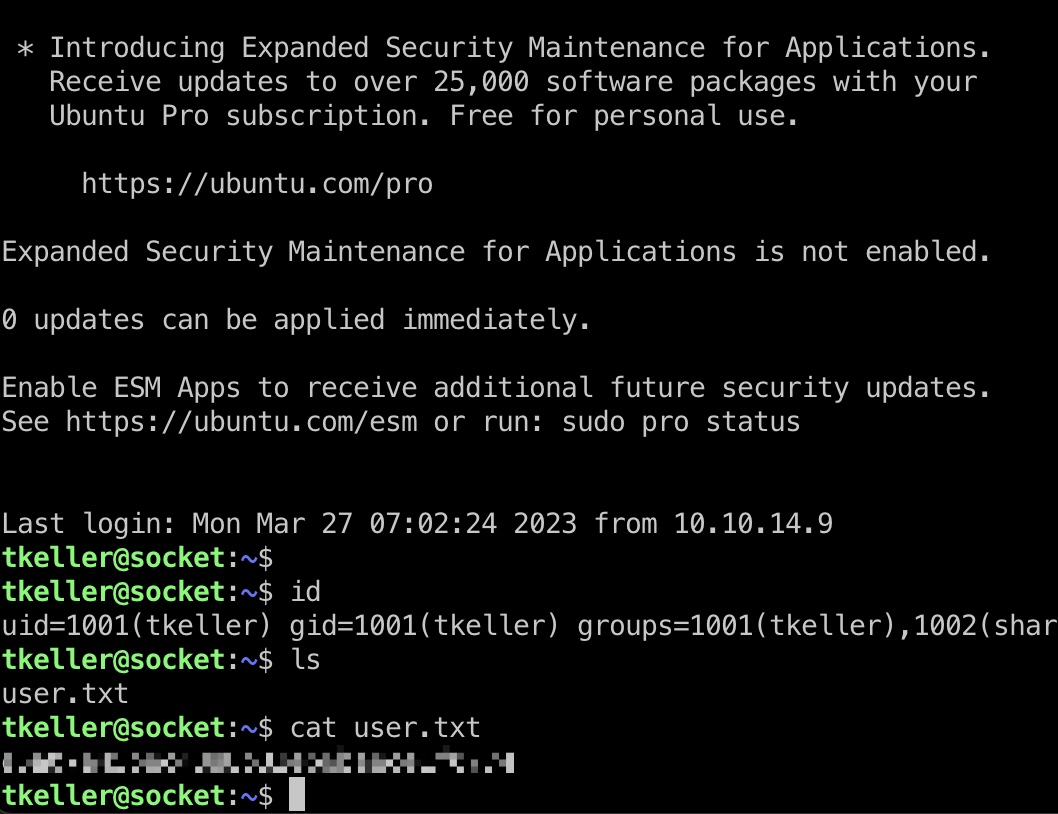 * Introducing Expanded Security Maintenance for Applications.
Receive updates to over 25,000 software packages with your
Ubuntu Pro subscription. Free for personal use.
https://ubuntu.com/pro
Expanded Security Maintenance for Applications is not enabled.
0 updates can be applied immediately.
Enable ESM Apps to receive additional future security updates.
See https://ubuntu.com/esm or run: sudo pro status
Last login: Mon Mar 27 07:02:24 2023 from 10.10.14.9
tkeller@socket:~$
tkeller@socket:~$ id
uid=1001(tkeller) gid=1001(tkeller) groups=1001(tkeller),1002(shar
tkeller@socket:~$ ls
user.txt
tkeller@socket:~$ cat user.txt
tkeller@socket:~$